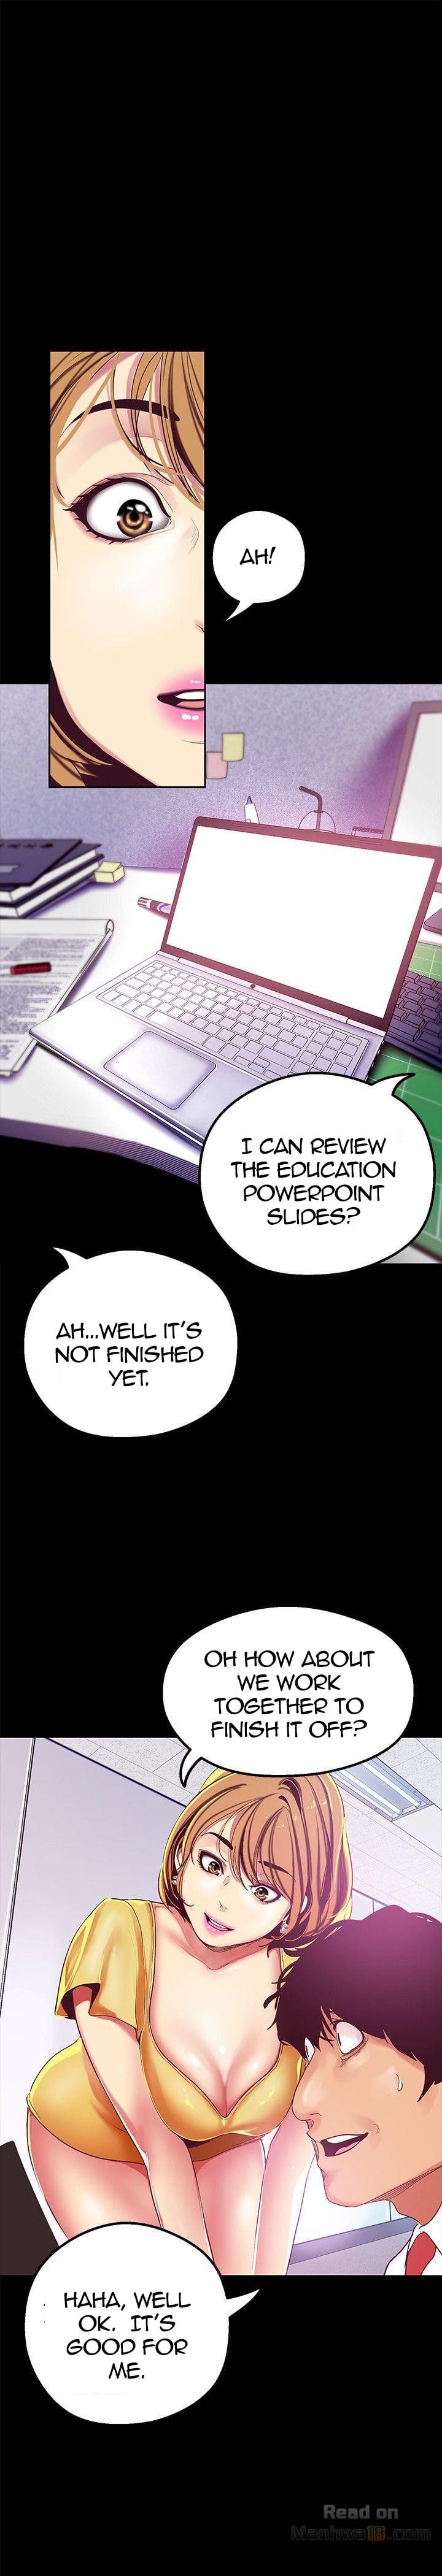 AH!
I CAN REVIEW
THE EDUCATION
POWERPOINT
SLIDES?
AH...WELL IT'S
NOT FINISHED
YET.
OH HOW ABOUT
WE WORK
TOGETHER TO
FINISH IT OFF?
HAHA, WELL
OK. IT'S
GOOD FOR
ME.
Read on
Manhwa18.com